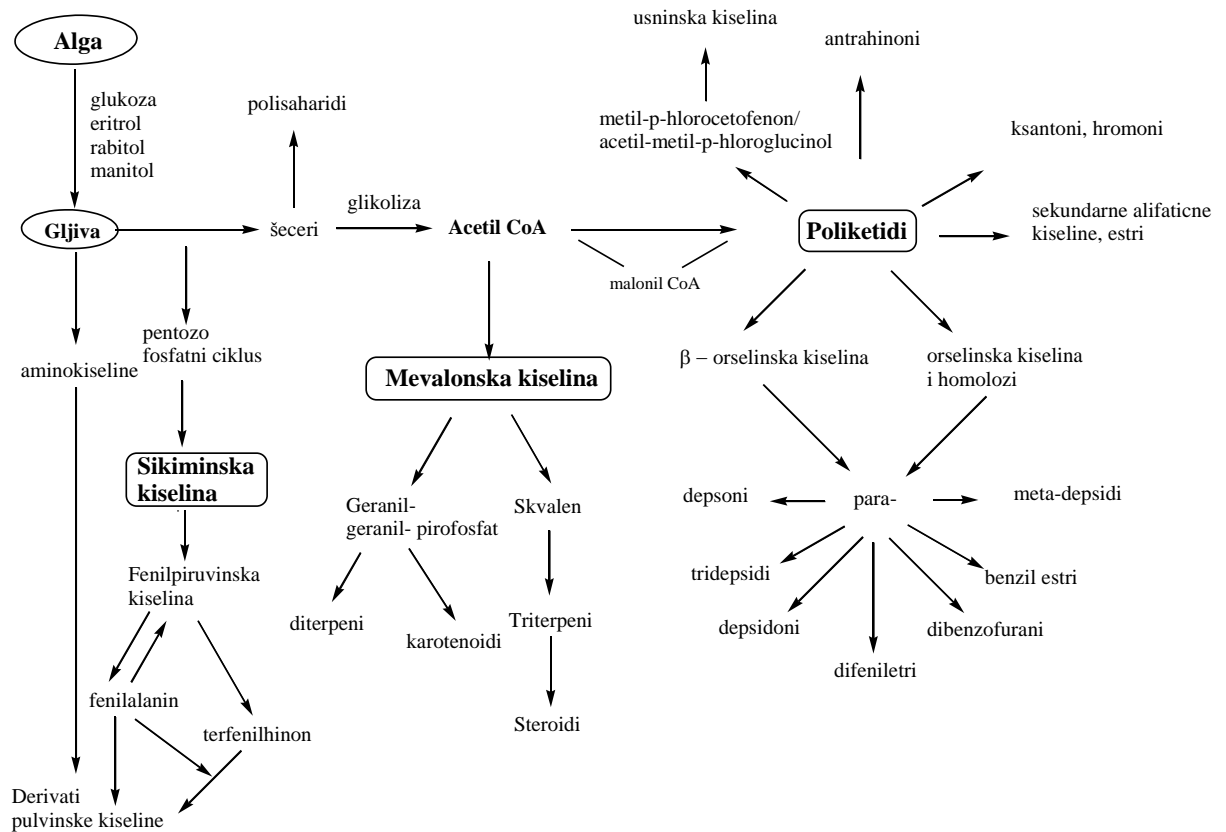 usninska kiselina
antrahinoni
Alga
glukoza
eritrol
rabitol
manitol
polisaharidi
metil-p-hlorocetofenon/
acetil-metil-p-hloroglucinol
ksantoni, hromoni
Gljiva
šeceri
glikoliza
Acetil CoA
malonil CoA
Poliketidi
sekundarne alifaticne
kiseline, estri
aminokiseline
pentozo
fosfatni ciklus
Mevalonska kiselina
β – orselinska kiselina
orselinska kiselina
i homolozi
Sikiminska
kiselina
Geranil-
geranil- pirofosfat
Skvalen
depsoni
para-
meta-depsidi
Fenilpiruvinska
kiselina
diterpeni
karotenoidi
Triterpeni
tridepsidi
benzil estri
depsidoni
dibenzofurani
difeniletri
fenilalanin
terfenilhinon
Steroidi
Derivati
pulvinske kiseline